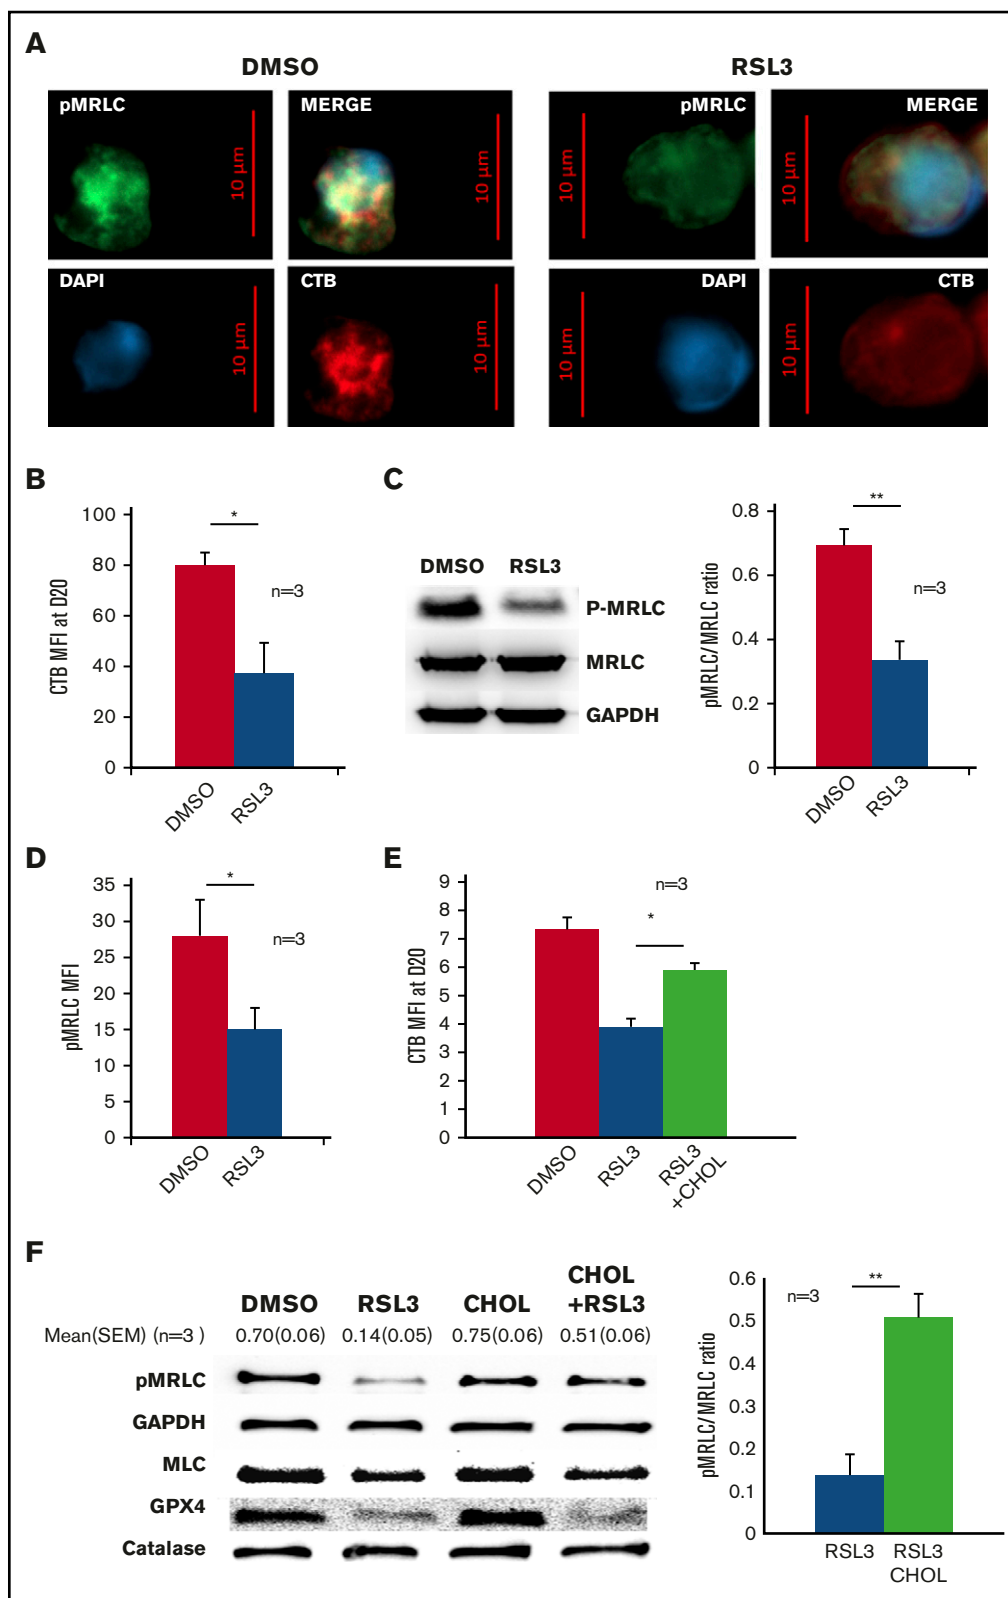 A
DMSO
RSL3
pMRLC
MERGE
pMRLC
MERGE
10 μm
10 μm
10 μm
10 μm
DAPI
CTB
DAPI
CTB
10 μm
10 μm
10 μm
10 μm
B
CTB MFI at D20
100
80
60
40
20
0
*
n=3
DMSO
RSL3
C
DMSO
RSL3
P-MRLC
MRLC
GAPDH
pMRLC/MRLC ratio
0.8
0.6
0.4
0.2
0
**
n=3
DMSO
RSL3
D
pMRLC MFI
35
30
25
20
15
10
5
0
*
n=3
DMSO
RSL3
E
CTB MFI at D20
9
8
7
6
5
4
3
2
1
0
n=3
*
DMSO
RSL3
RSL3
+CHOL
F
DMSO
RSL3
CHOL
CHOL
+RSL3
Mean(SEM) (n=3 )
0.70(0.06)
0.14(0.05)
0.75(0.06)
0.51(0.06)
pMRLC
GAPDH
MLC
GPX4
Catalase
pMRLC/MRLC ratio
0.6
0.5
0.4
0.3
0.2
0.1
0
n=3
**
RSL3
RSL3
CHOL